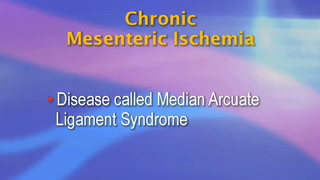 Chronic
Mesenteric Ischemia
• Disease called Median Arcuate
Ligament Syndrome